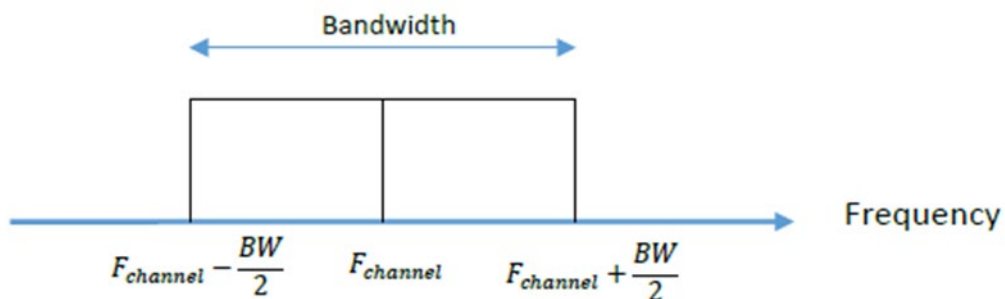 Bandwidth
Frequency
F_channel − BW/2 F_channel F_channel + BW/2